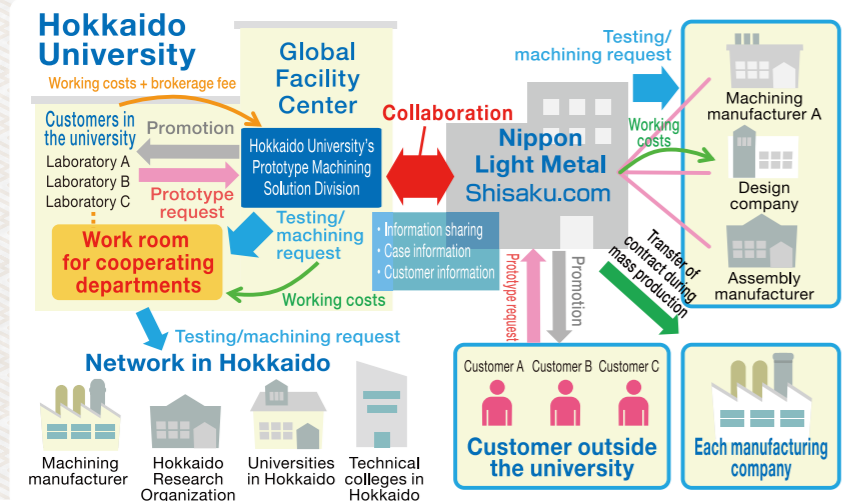 Hokkaido
University
Working costs + brokerage fee
Global
Facility
Center
Customers in
the university
Laboratory A
Laboratory B
Laboratory C
Promotion
Prototype
request
Hokkaido University's
Prototype Machining
Solution Division
Collaboration
Nippon
Light Metal
Shisaku.com
Testing/
machining request
Working
costs
Machining
manufacturer A
Design
company
Assembly
manufacturer
Work room
for cooperating
departments
Testing/
machining
request
Working costs
• Information sharing
• Case information
• Customer information
Prototype request
Promotion
Transfer of
contract during
mass production
Testing/machining request
Network in Hokkaido
Machining
manufacturer
Hokkaido
Research
Organization
Universities
in Hokkaido
Technical
colleges in
Hokkaido
Customer A
Customer B
Customer C
Customer outside
the university
Each manufacturing
company